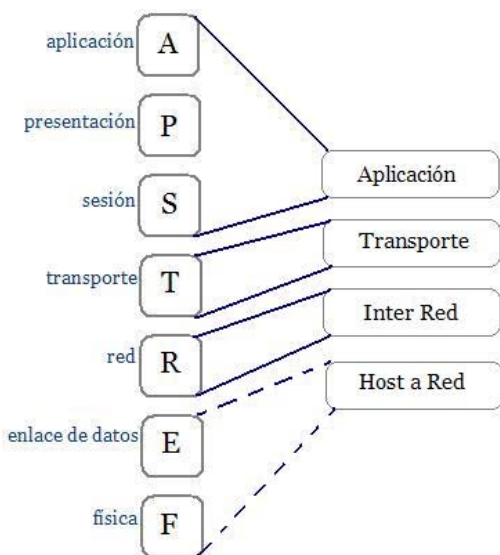 aplicación
A
presentación
P
Aplicación
sesión
S
Transporte
transporte
T
Inter Red
red
R
Host a Red
enlace de datos
E
física
F